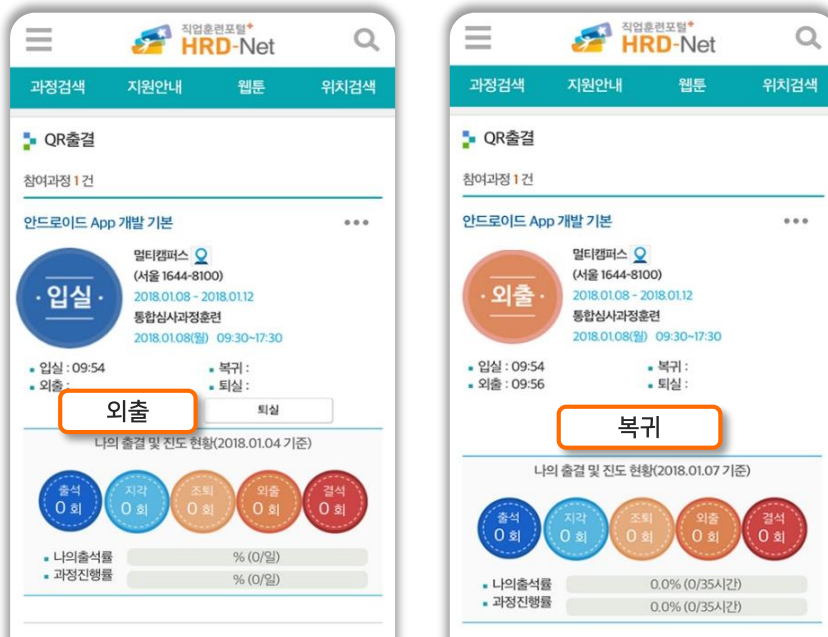 직업훈련포털+
HRD-Net
과정검색 지원안내 웹툰 위치검색
QR출결
참여과정 1 건
안드로이드 App 개발 기본
입실
멀티캠퍼스
(서울 1644-8100)
2018.01.08 - 2018.01.12
통합심사과정훈련
2018.01.08(월) 09:30~17:30
입실 : 09:54 복귀 :
외출 : 퇴실 :
외출 퇴실
나의 출결 및 진도 현황(2018.01.04 기준)
출석 지각 조퇴 외출 결석
0 회 0 회 0 회 0 회 0 회
나의출석률 % (0/일)
과정진행률 % (0/일)
직업훈련포털+
HRD-Net
과정검색 지원안내 웹툰 위치검색
QR출결
참여과정 1 건
안드로이드 App 개발 기본
외출
멀티캠퍼스
(서울 1644-8100)
2018.01.08 - 2018.01.12
통합심사과정훈련
2018.01.08(월) 09:30~17:30
입실 : 09:54 복귀 :
외출 : 09:56 퇴실 :
복귀
나의 출결 및 진도 현황(2018.01.07 기준)
출석 지각 조퇴 외출 결석
0 회 0 회 0 회 0 회 0 회
나의출석률 0.0% (0/35시간)
과정진행률 0.0% (0/35시간)